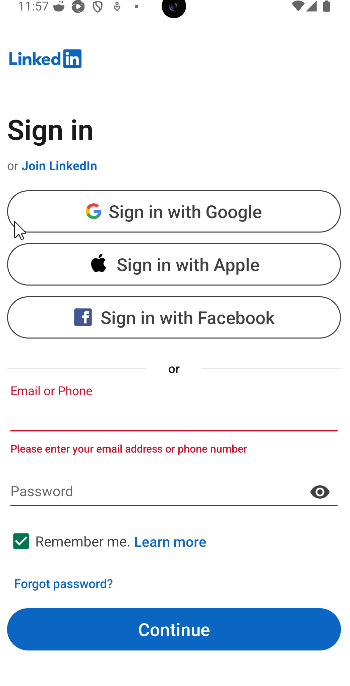 11:57
Linked in
Sign in
or Join LinkedIn
Sign in with Google
Sign in with Apple
Sign in with Facebook
or
Email or Phone
Please enter your email address or phone number
Password
Remember me. Learn more
Forgot password?
Continue